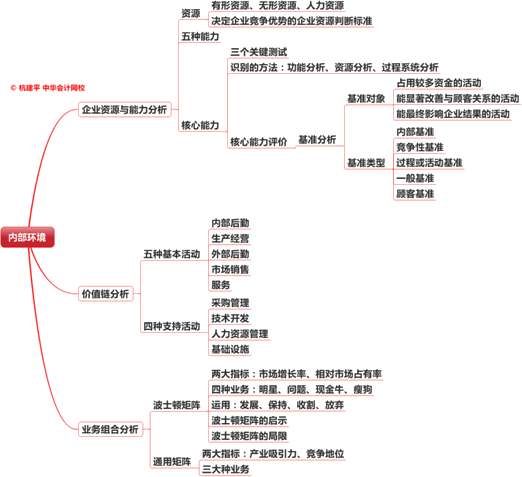 资源
有形资源、无形资源、人力资源
决定企业竞争优势的企业资源判断标准
五种能力
三个关键测试
识别的方法：功能分析、资源分析、过程系统分析
© 杭建平 中华会计网校
企业资源与能力分析
核心能力
核心能力评价
基准分析
基准对象
占用较多资金的活动
能显著改善与顾客关系的活动
能最终影响企业结果的活动
基准类型
内部基准
竞争性基准
过程或活动基准
一般基准
顾客基准
内部环境
价值链分析
五种基本活动
内部后勤
生产经营
外部后勤
市场销售
服务
四种支持活动
采购管理
技术开发
人力资源管理
基础设施
业务组合分析
波士顿矩阵
两大指标：市场增长率、相对市场占有率
四种业务：明星、问题、现金牛、瘦狗
运用：发展、保持、收割、放弃
波士顿矩阵的启示
波士顿矩阵的局限
通用矩阵
两大指标：产业吸引力、竞争地位
三大种业务